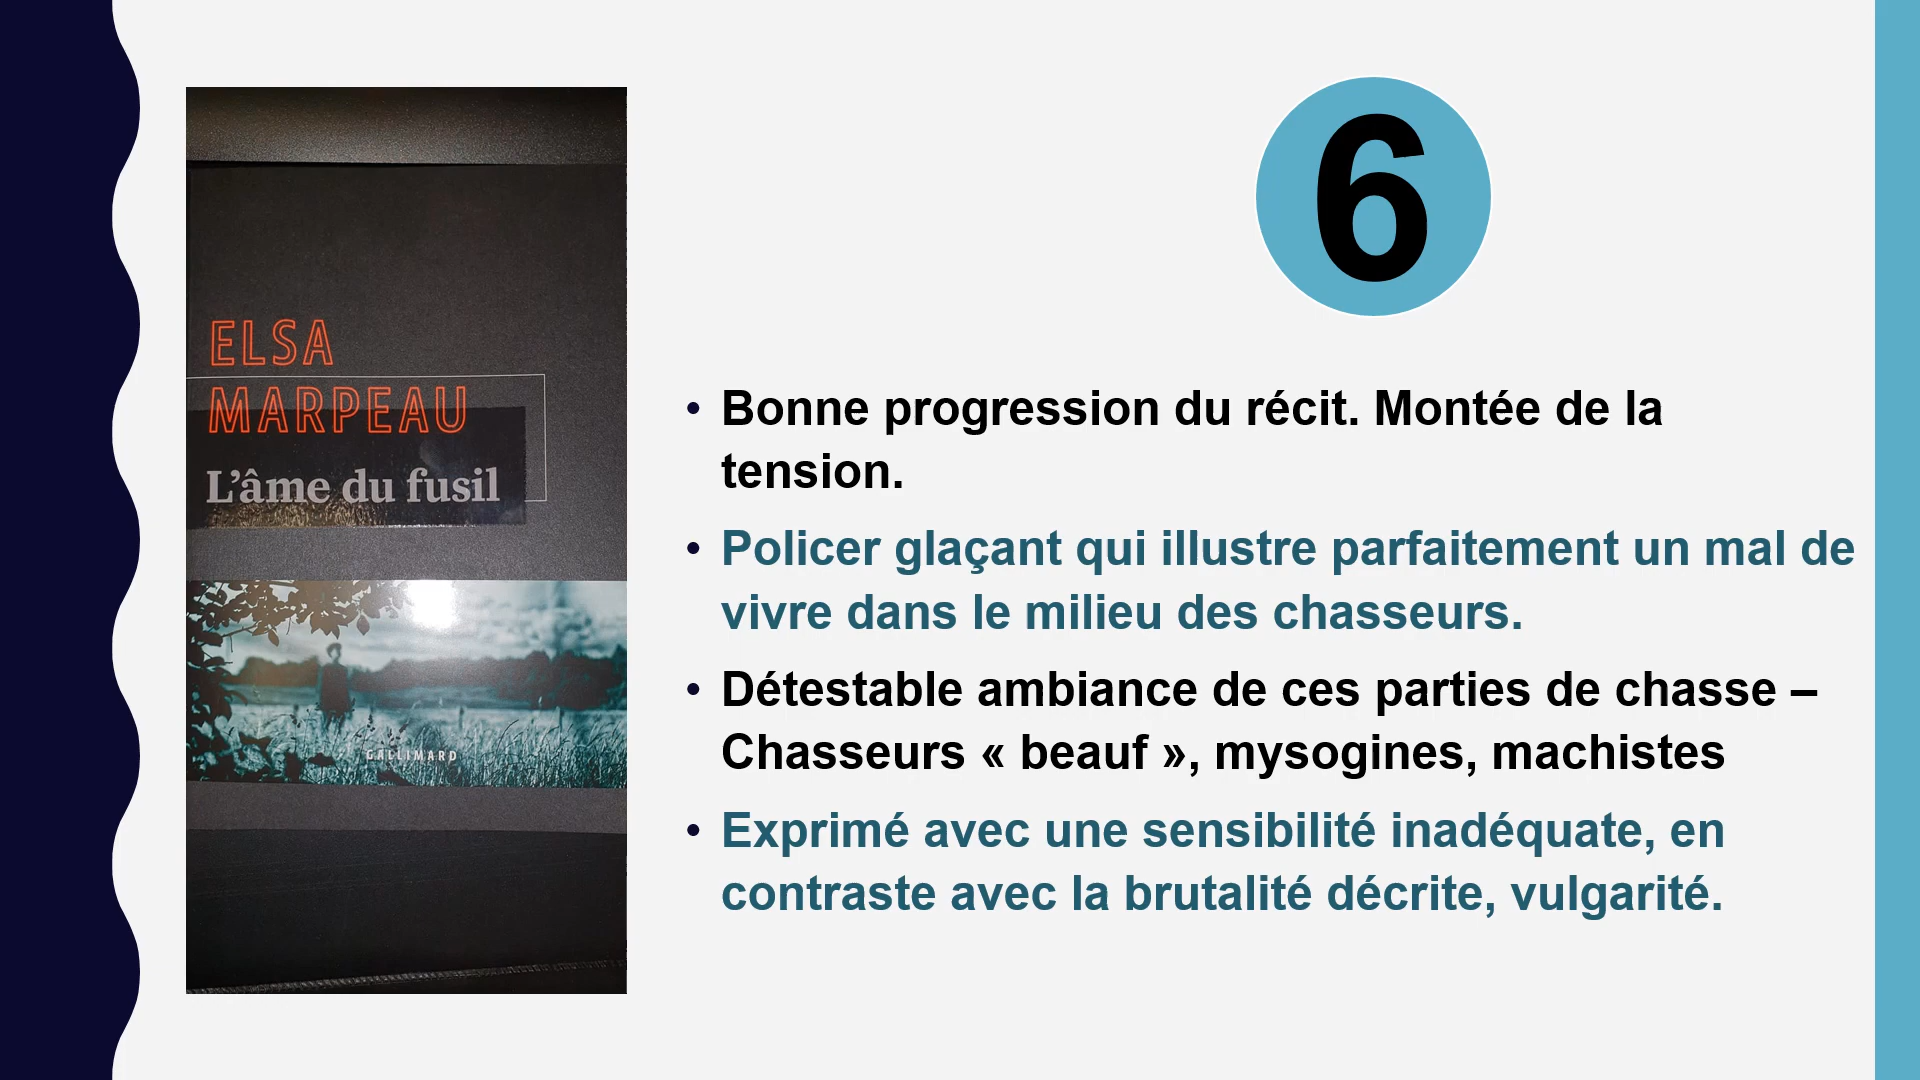 ELSA
MARPEAU
L'âme du fusil
GALLIMARD
6
• Bonne progression du récit. Montée de la
tension.
• Policer glaçant qui illustre parfaitement un mal de
vivre dans le milieu des chasseurs.
• Détestable ambiance de ces parties de chasse –
Chasseurs « beauf », mysogines, machistes
• Exprimé avec une sensibilité inadéquate, en
contraste avec la brutalité décrite, vulgarité.